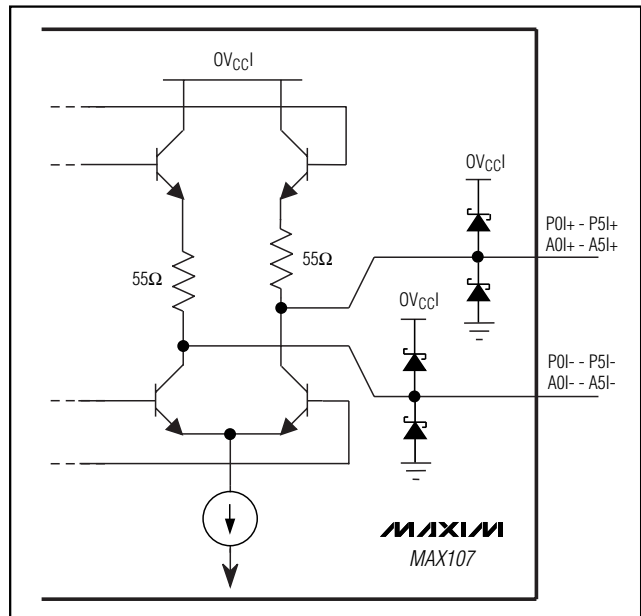 OVCCI
OVCCI
P0I+ - P5I+
A0I+ - A5I+
55Ω
55Ω
OVCCI
P0I- - P5I-
A0I- - A5I-
MAXIM
MAX107